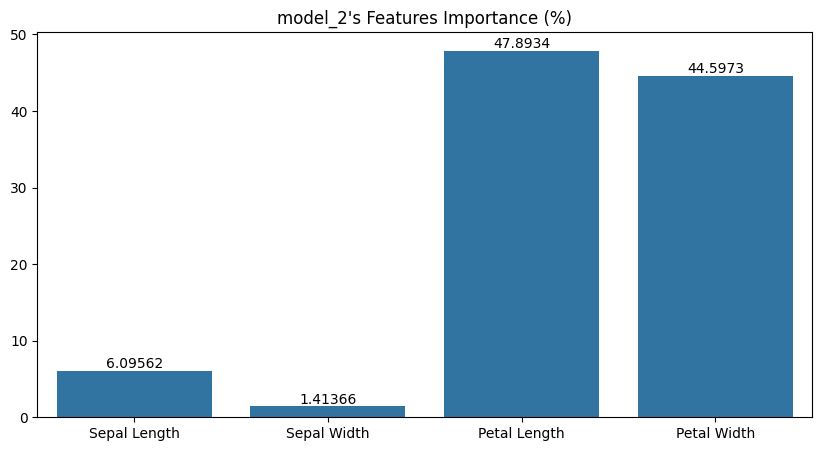 model_2's Features Importance (%)
50
40
30
20
10
0
6.09562
1.41366
47.8934
44.5973
Sepal Length
Sepal Width
Petal Length
Petal Width